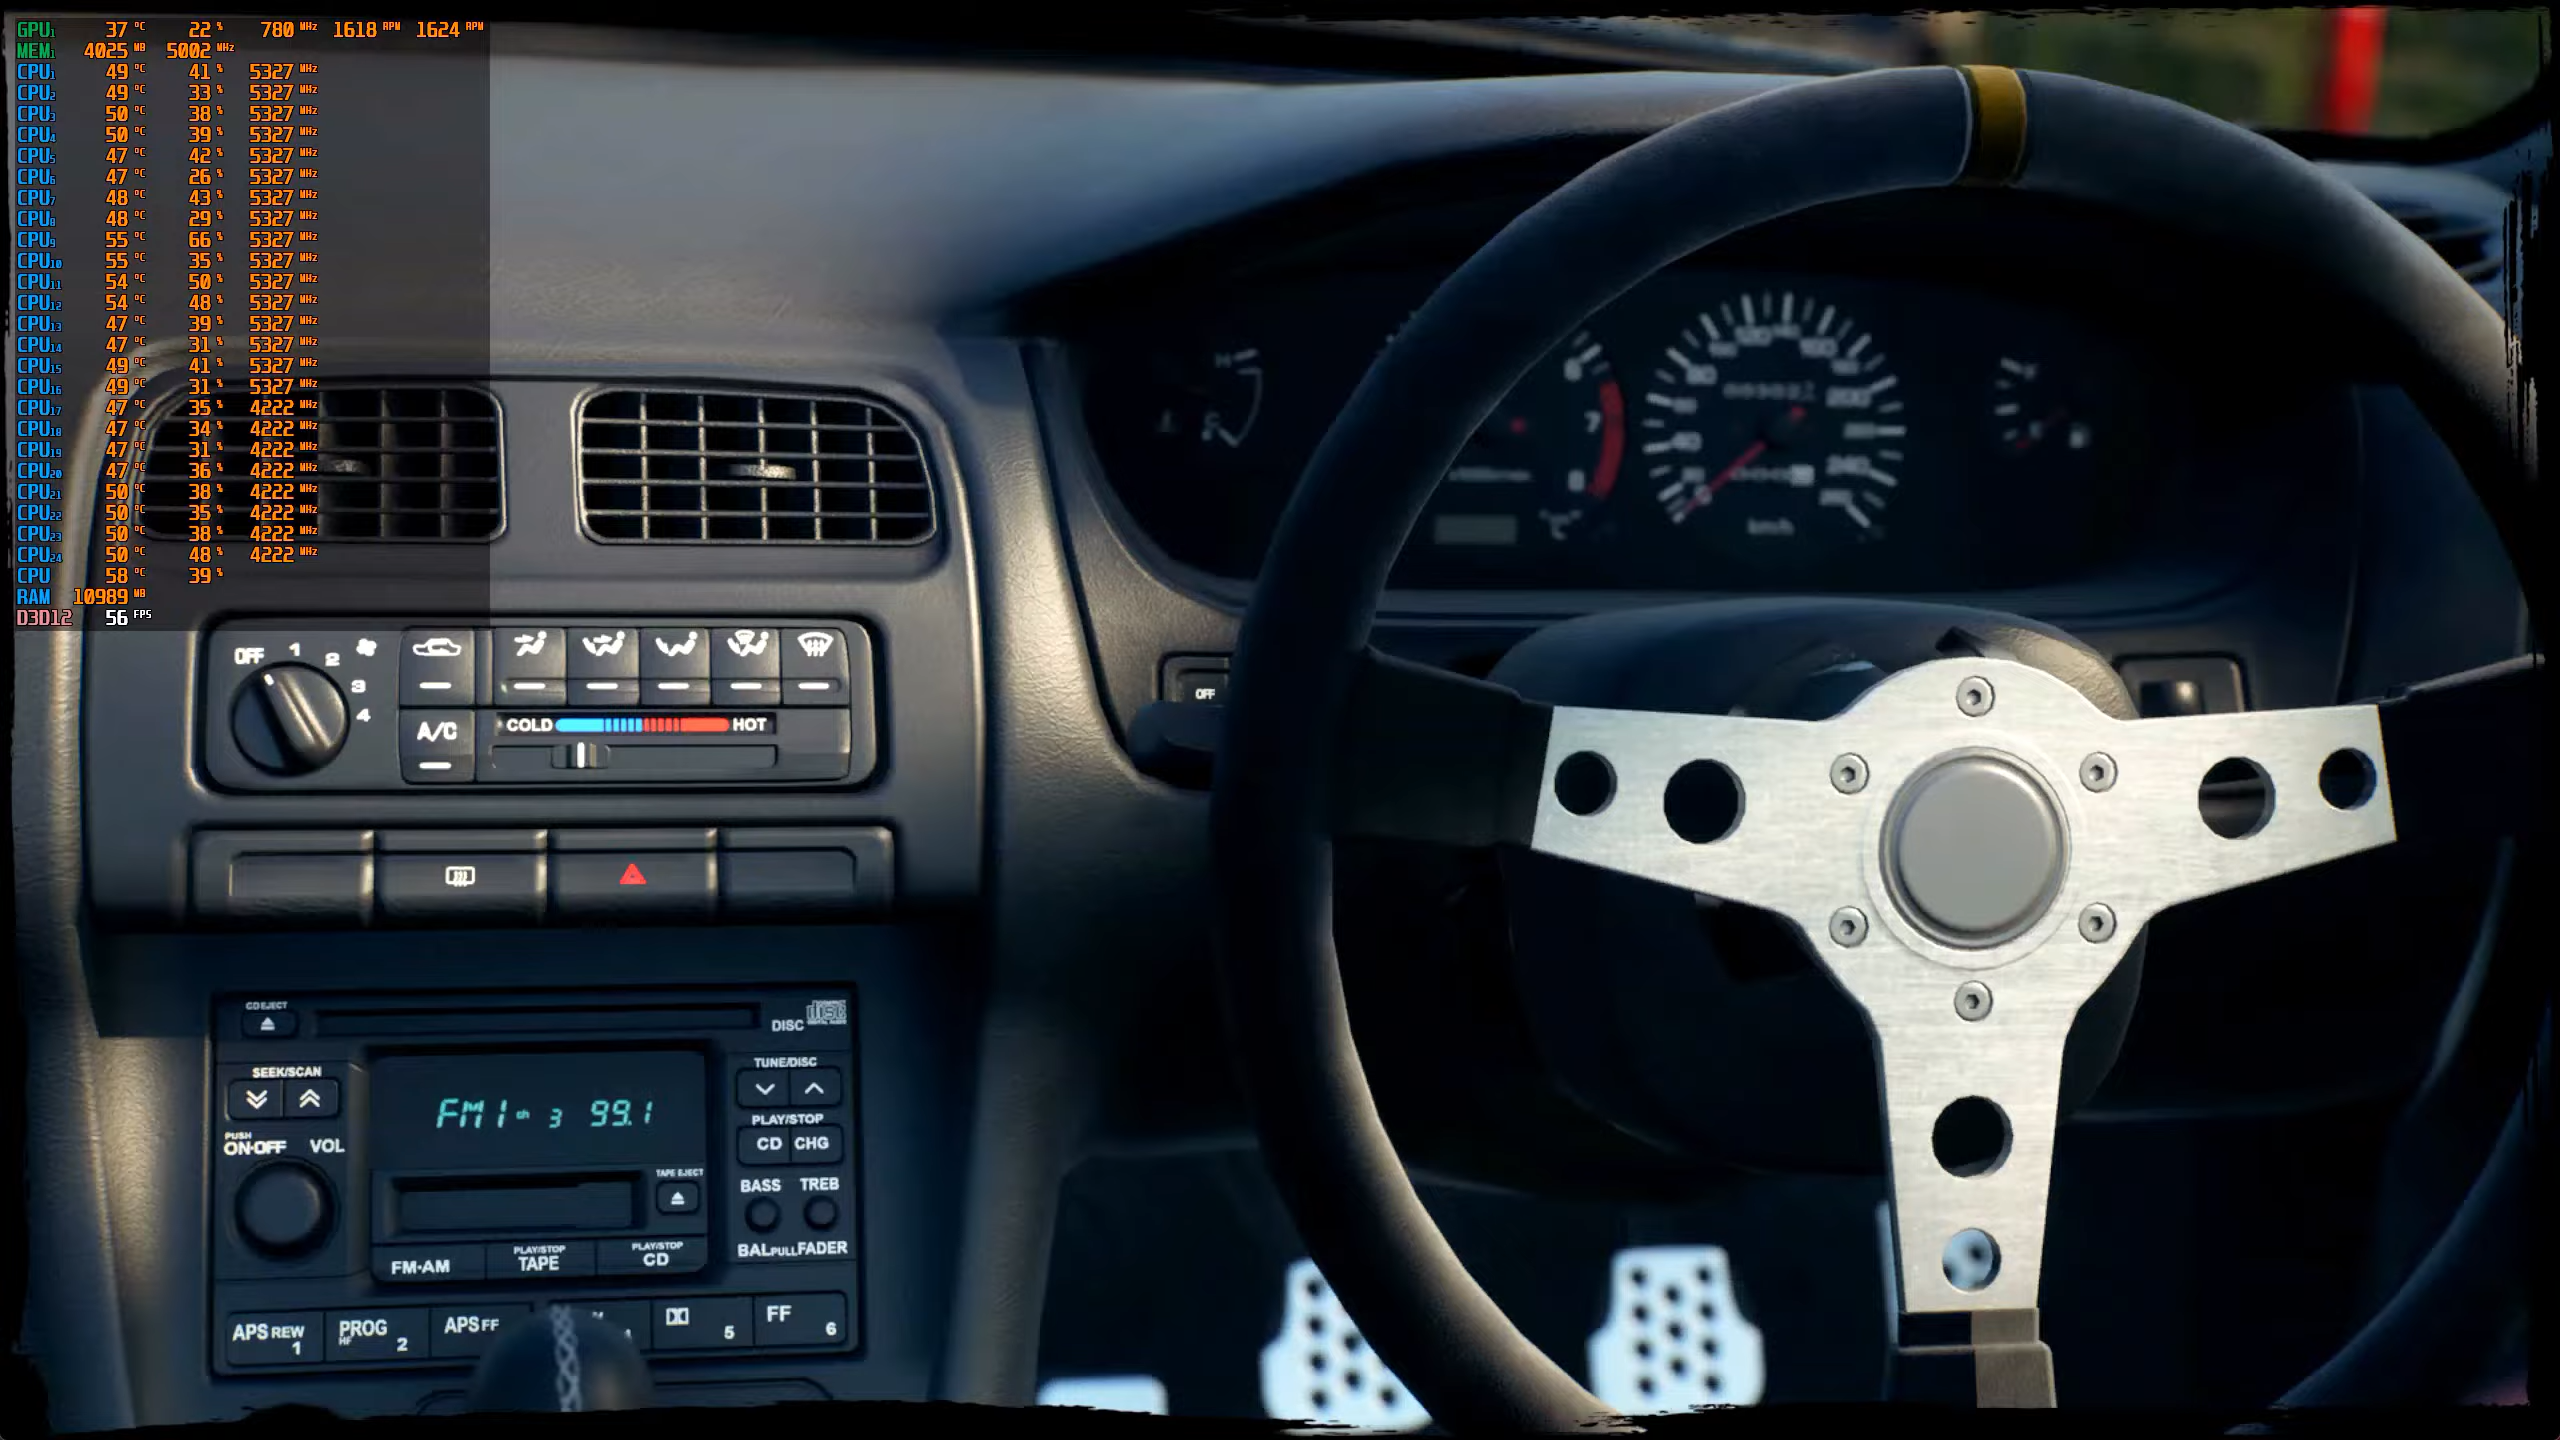 GPU1 37 °C 22 % 780 MHz 1618 RPM 1624 RPM
MEM1 4025 MB 5002 MHz
CPU1 49 °C 41 % 5327 MHz
CPU2 49 °C 33 % 5327 MHz
CPU3 50 °C 38 % 5327 MHz
CPU4 50 °C 39 % 5327 MHz
CPU5 47 °C 42 % 5327 MHz
CPU6 47 °C 26 % 5327 MHz
CPU7 48 °C 43 % 5327 MHz
CPU8 48 °C 29 % 5327 MHz
CPU9 55 °C 66 % 5327 MHz
CPU10 55 °C 35 % 5327 MHz
CPU11 54 °C 50 % 5327 MHz
CPU12 54 °C 48 % 5327 MHz
CPU13 47 °C 39 % 5327 MHz
CPU14 47 °C 31 % 5327 MHz
CPU15 49 °C 41 % 5327 MHz
CPU16 49 °C 31 % 5327 MHz
CPU17 47 °C 35 % 4222 MHz
CPU18 47 °C 34 % 4222 MHz
CPU19 47 °C 31 % 4222 MHz
CPU20 47 °C 36 % 4222 MHz
CPU21 50 °C 38 % 4222 MHz
CPU22 50 °C 35 % 4222 MHz
CPU23 50 °C 38 % 4222 MHz
CPU24 50 °C 48 % 4222 MHz
CPU 58 °C 39 %
RAM 10989 MB
D3D12 56 FPS
OFF 1 2 3 4
A/C
COLD HOT
OFF
6
7
8
km/h
CD EJECT
DISC disc
SEEK/SCAN
TUNE/DISC
FM 1 ch 3 99.1
PUSH
ON·OFF VOL
PLAY/STOP
CD CHG
TAPE EJECT
BASS TREB
BAL PULL FADER
FM·AM
PLAY/STOP
TAPE
PLAY/STOP
CD
APS REW 1
PROG 2
APS FF
5
FF 6